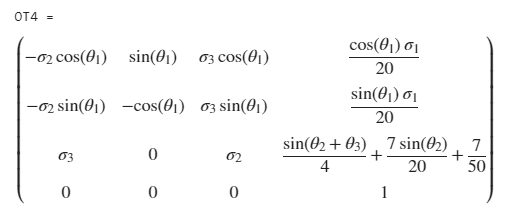 0T4 =
-σ2 cos(θ1) sin(θ1) σ3 cos(θ1) cos(θ1) σ1 / 20
-σ2 sin(θ1) -cos(θ1) σ3 sin(θ1) sin(θ1) σ1 / 20
σ3 0 σ2 sin(θ2 + θ3) / 4 + 7 sin(θ2) / 20 + 7 / 50
0 0 0 1